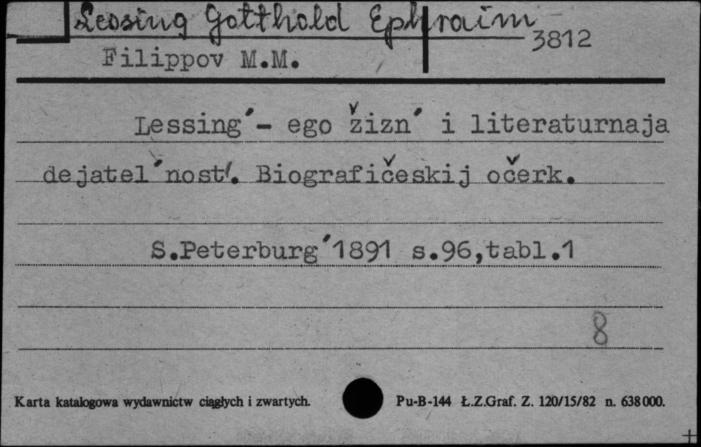 Lessing Gotthold Ephraim
3812
Filippov M.M.
Lessing´- ego žizn´ i literaturnaja
dejatel´nost´. Biografičeskij očerk.
S.Peterburg´1891 s.96,tabl.1
8
Karta katalogowa wydawnictw ciągłych i zwartych.
Pu-B-144 Ł.Z.Graf. Z. 120/15/82 n. 638000.